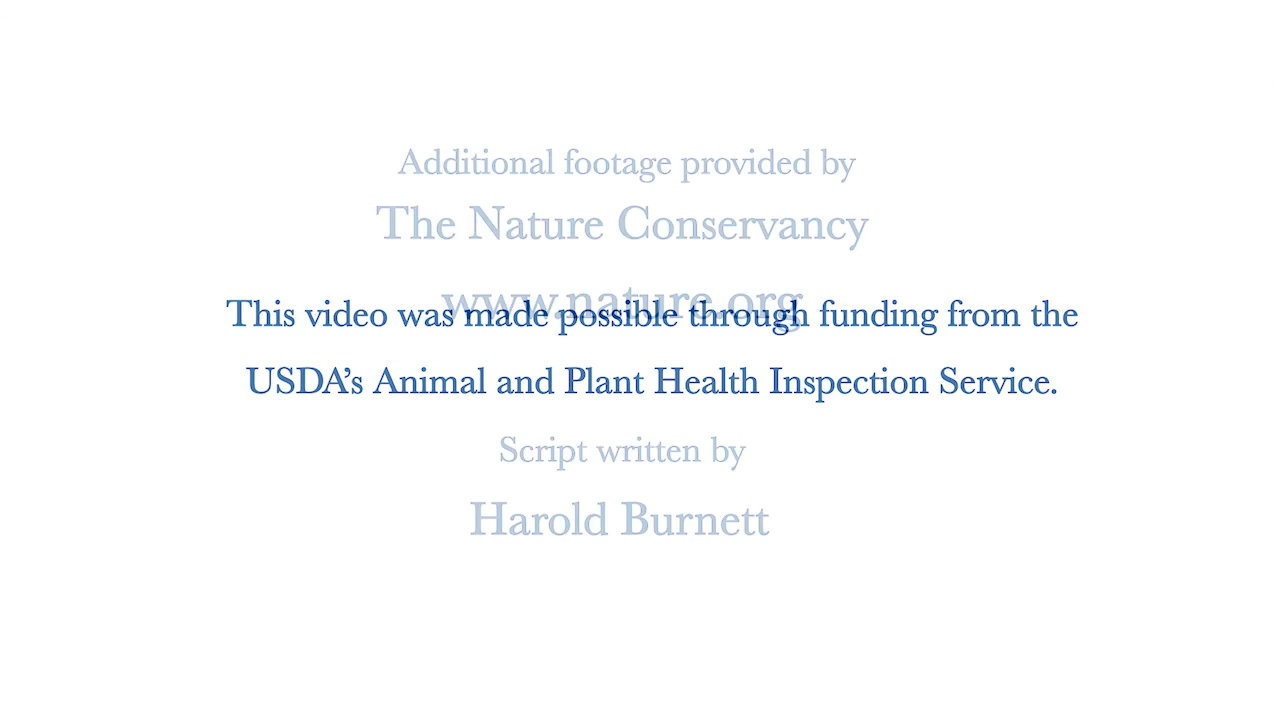 Additional footage provided by
The Nature Conservancy
www.nature.org
This video was made possible through funding from the
USDA’s Animal and Plant Health Inspection Service.
Script written by
Harold Burnett